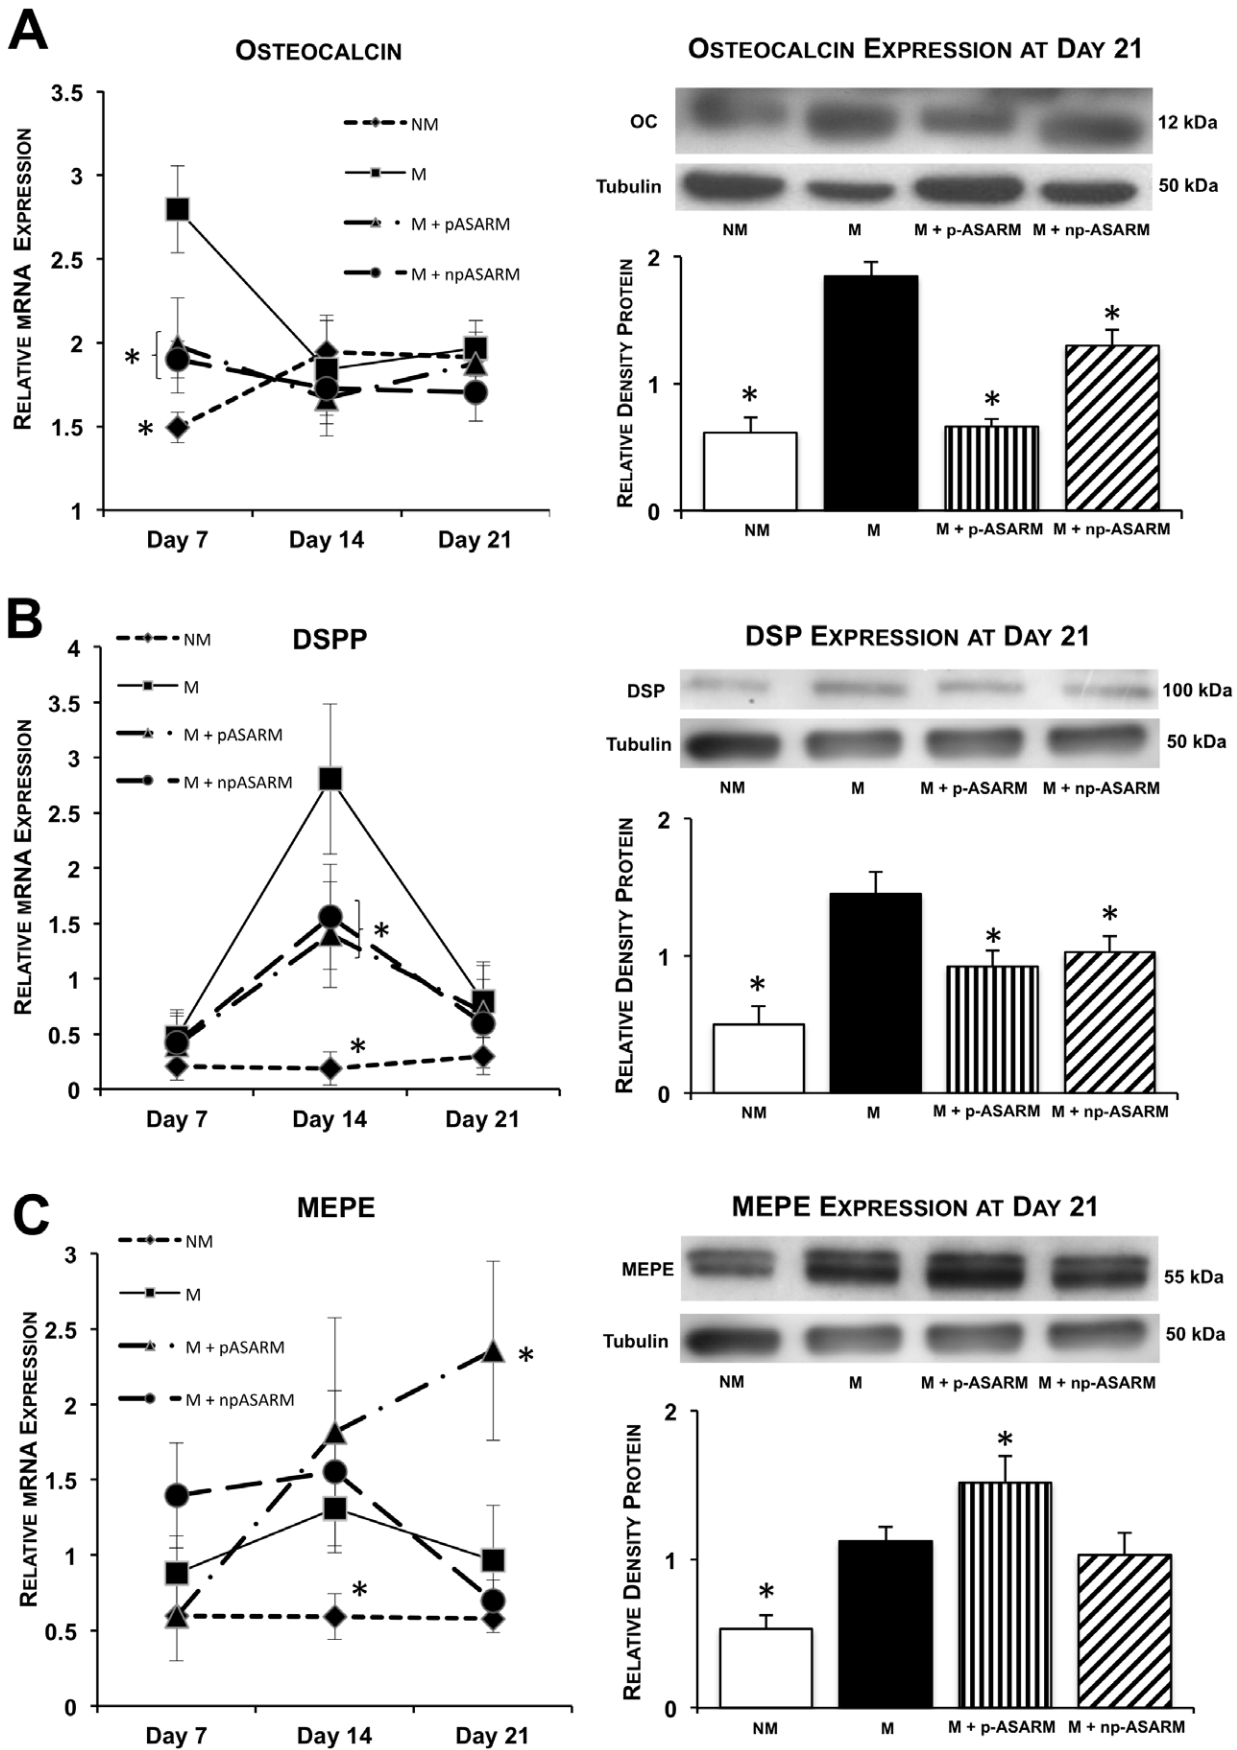 A
OSTEOCALCIN
RELATIVE MRNA EXPRESSION
3.5
3
2.5
2
1.5
1
NM
M
M + pASARM
M + npASARM
*
*
Day 7 Day 14 Day 21
OSTEOCALCIN EXPRESSION AT DAY 21
OC 12 kDa
Tubulin 50 kDa
NM M M + p-ASARM M + np-ASARM
RELATIVE DENSITY PROTEIN
2
1
0
* * *
NM M M + p-ASARM M + np-ASARM
B
DSPP
RELATIVE MRNA EXPRESSION
4
3.5
3
2.5
2
1.5
1
0.5
0
NM
M
M + pASARM
M + npASARM
*
*
Day 7 Day 14 Day 21
DSP EXPRESSION AT DAY 21
DSP 100 kDa
Tubulin 50 kDa
NM M M + p-ASARM M + np-ASARM
RELATIVE DENSITY PROTEIN
2
1
0
* * *
NM M M + p-ASARM M + np-ASARM
C
MEPE
RELATIVE MRNA EXPRESSION
3
2.5
2
1.5
1
0.5
0
NM
M
M + pASARM
M + npASARM
*
*
Day 7 Day 14 Day 21
MEPE EXPRESSION AT DAY 21
MEPE 55 kDa
Tubulin 50 kDa
NM M M + p-ASARM M + np-ASARM
RELATIVE DENSITY PROTEIN
2
1
0
* *
NM M M + p-ASARM M + np-ASARM